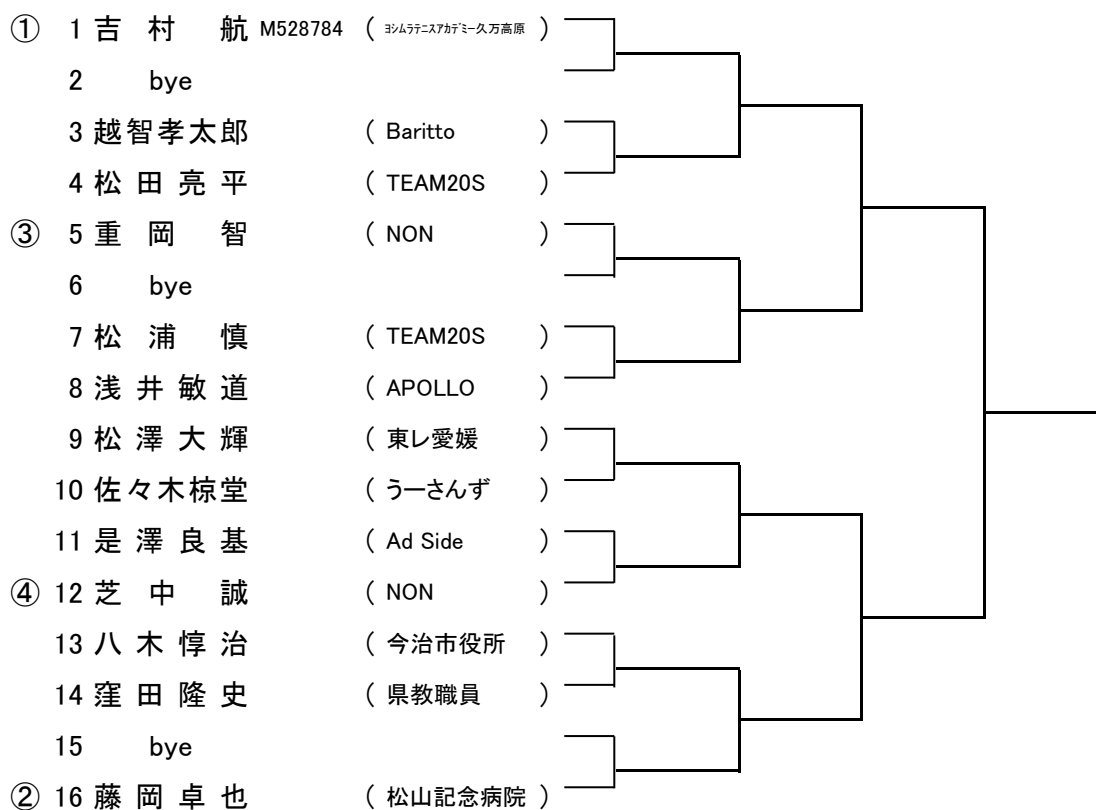 ① 1 吉村 航 M528784 ( ヨシムラテニスアカデミー久万高原 )
2 bye
3 越智孝太郎 ( Baritto )
4 松田亮平 ( TEAM20S )
③ 5 重岡 智 ( NON )
6 bye
7 松浦 慎 ( TEAM20S )
8 浅井敏道 ( APOLLO )
9 松澤大輝 ( 東レ愛媛 )
10 佐々木椋堂 ( うーさんず )
11 是澤良基 ( Ad Side )
④ 12 芝中 誠 ( NON )
13 八木惇治 ( 今治市役所 )
14 窪田隆史 ( 県教職員 )
15 bye
② 16 藤岡卓也 ( 松山記念病院 )